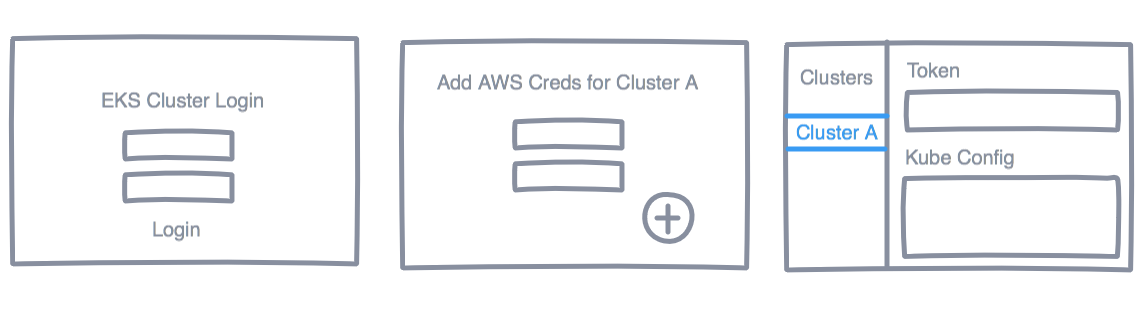 EKS Cluster Login
Login
Add AWS Creds for Cluster A
Clusters
Cluster A
Token
Kube Config